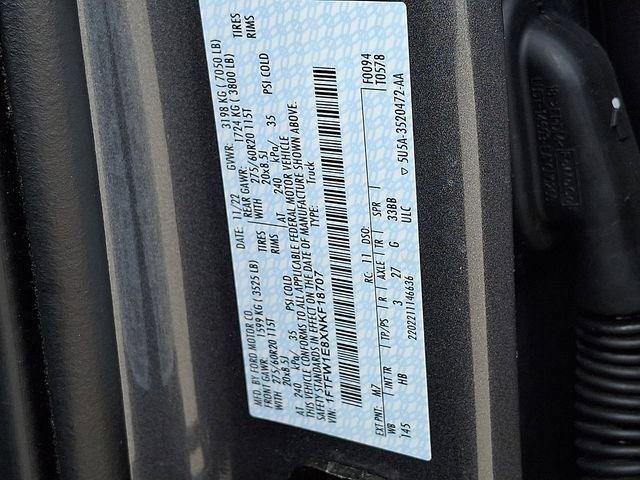 MFD. BY FORD MOTOR CO. DATE: 11/22 GVWR: 3198 KG ( 7050 LB)
FRONT GAWR: 1599 KG ( 3525 LB) REAR GAWR: 1724 KG ( 3800 LB)
WITH 275/60R20 115T TIRES WITH 275/60R20 115T TIRES
20x8.5J RIMS 20x8.5J RIMS
AT 240 kPa/ 35 PSI COLD AT 240 kPa/ 35 PSI COLD
THIS VEHICLE CONFORMS TO ALL APPLICABLE FEDERAL MOTOR VEHICLE
SAFETY STANDARDS IN EFFECT ON THE DATE OF MANUFACTURE SHOWN ABOVE.
VIN: 1FTFW1E8XNKF18707 TYPE: Truck
F0094
T0578
EXT PNT: M7 RC: 11 DSO:
WB INTR TP/PS R AXLE TR SPR
145 HB 3 27 G 33BB
ULC
220221146636 ▽ 5U5A-3520472-AA